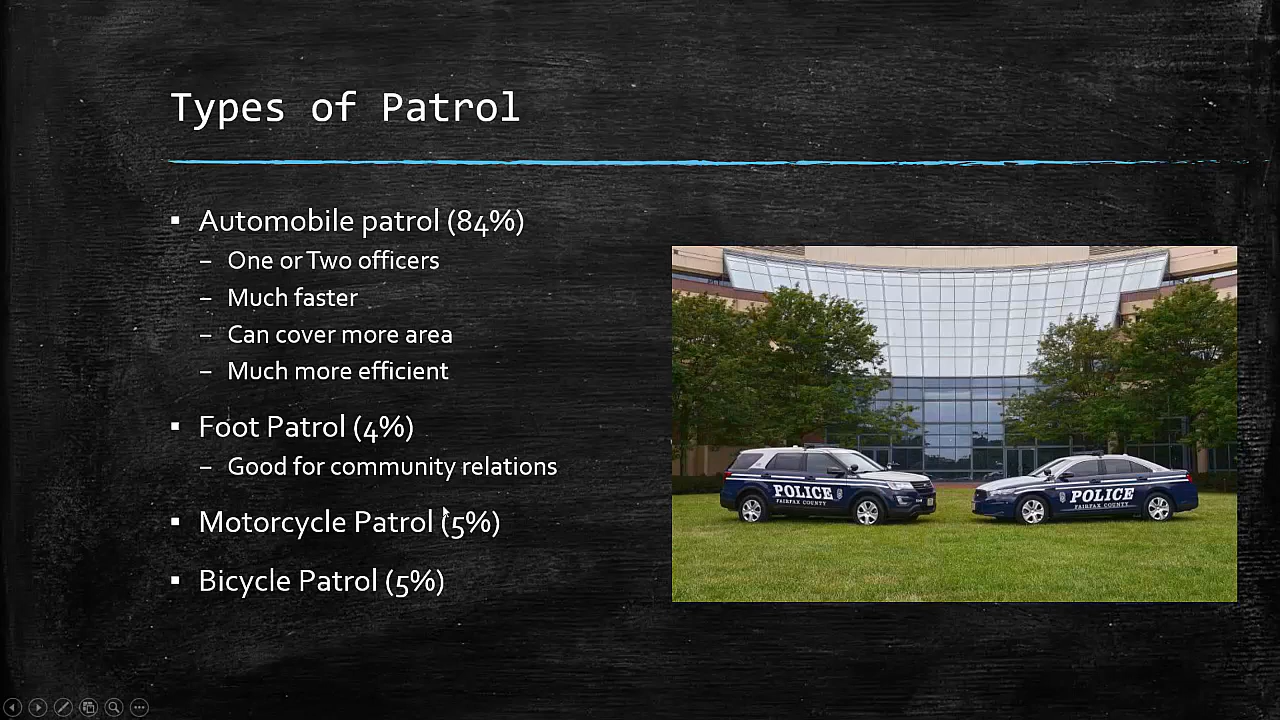 Types of Patrol
▪ Automobile patrol (84%)
– One or Two officers
– Much faster
– Can cover more area
– Much more efficient
▪ Foot Patrol (4%)
– Good for community relations
▪ Motorcycle Patrol (5%)
▪ Bicycle Patrol (5%)
POLICE
FAIRFAX COUNTY
POLICE
FAIRFAX COUNTY